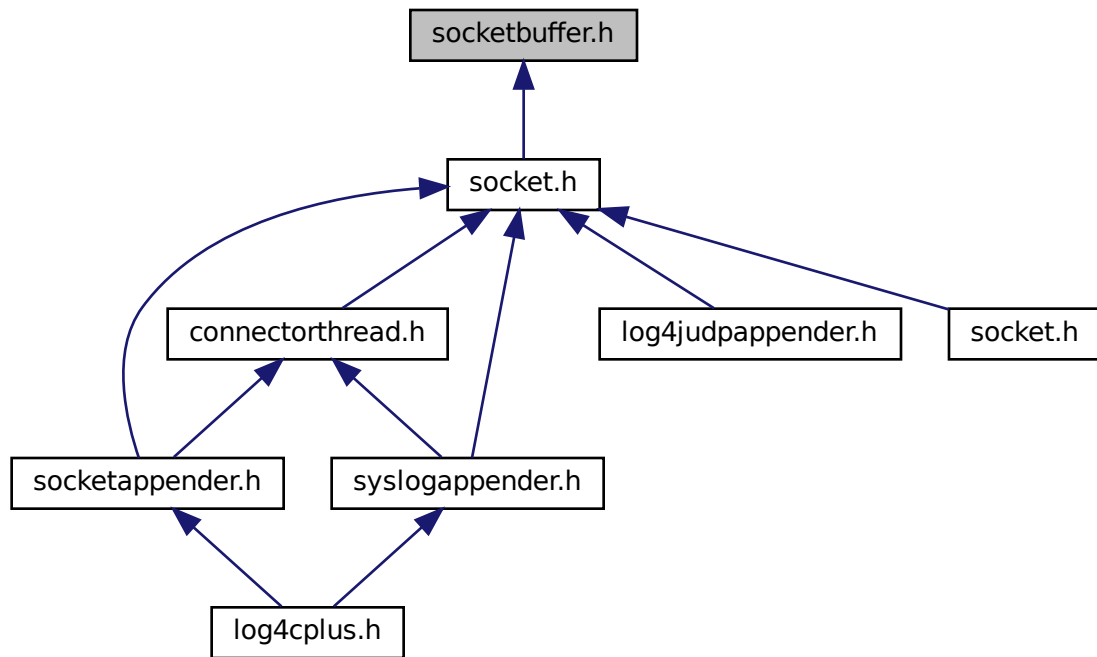 socketbuffer.h
socket.h
connectorthread.h
log4judpappender.h
socket.h
socketappender.h
syslogappender.h
log4cplus.h